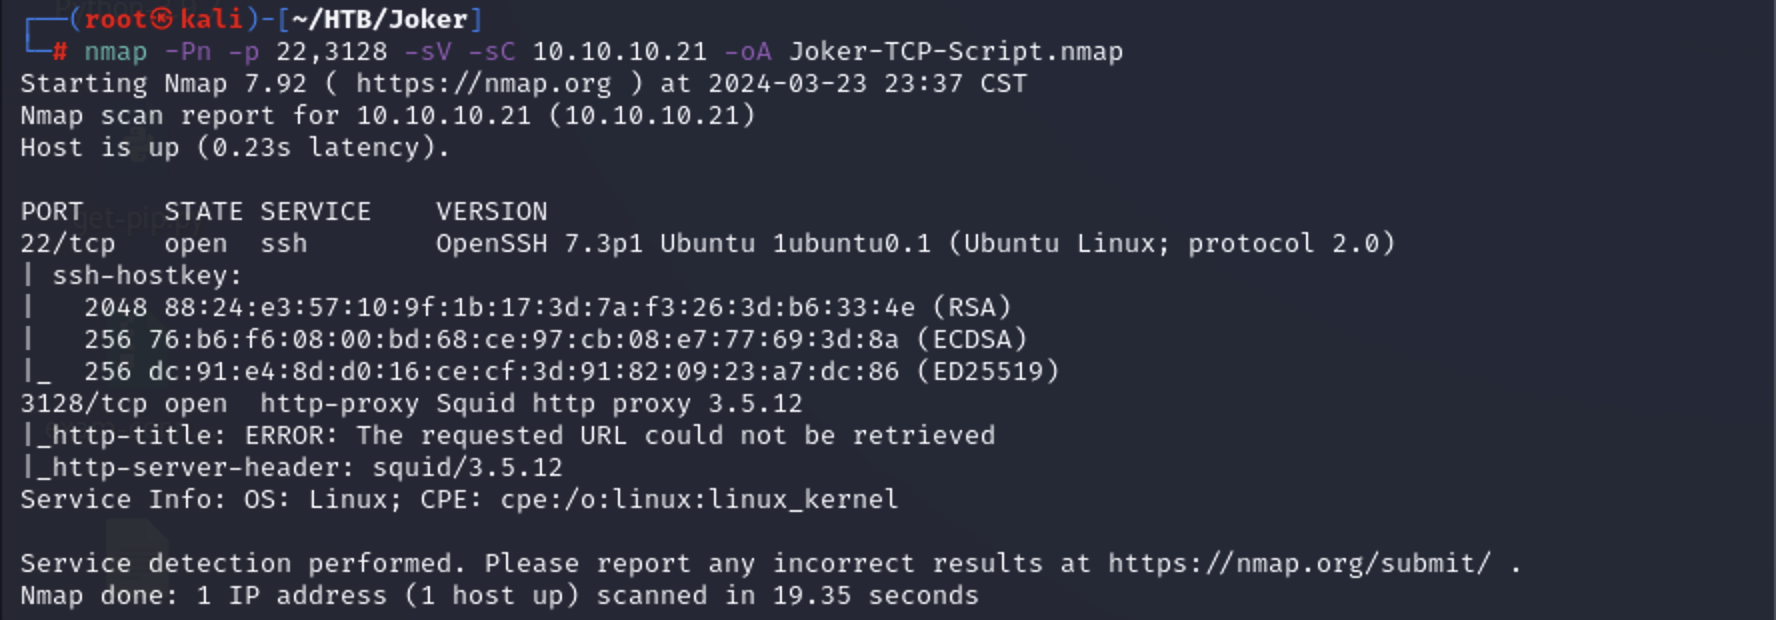 Python-2.7
┌──(root㉿kali)-[~/HTB/Joker]
└─# nmap -Pn -p 22,3128 -sV -sC 10.10.10.21 -oA Joker-TCP-Script.nmap
Starting Nmap 7.92 ( https://nmap.org ) at 2024-03-23 23:37 CST
Nmap scan report for 10.10.10.21 (10.10.10.21)
Host is up (0.23s latency).
PORT     STATE SERVICE    VERSION
get-pip.py
22/tcp   open  ssh        OpenSSH 7.3p1 Ubuntu 1ubuntu0.1 (Ubuntu Linux; protocol 2.0)
| ssh-hostkey:
|   2048 88:24:e3:57:10:9f:1b:17:3d:7a:f3:26:3d:b6:33:4e (RSA)
|   256 76:b6:f6:08:00:bd:68:ce:97:cb:08:e7:77:69:3d:8a (ECDSA)
|_  256 dc:91:e4:8d:d0:16:ce:cf:3d:91:82:09:23:a7:dc:86 (ED25519)
3128/tcp open  http-proxy Squid http proxy 3.5.12
|_http-title: ERROR: The requested URL could not be retrieved
|_http-server-header: squid/3.5.12
Service Info: OS: Linux; CPE: cpe:/o:linux:linux_kernel
Service detection performed. Please report any incorrect results at https://nmap.org/submit/ .
Nmap done: 1 IP address (1 host up) scanned in 19.35 seconds